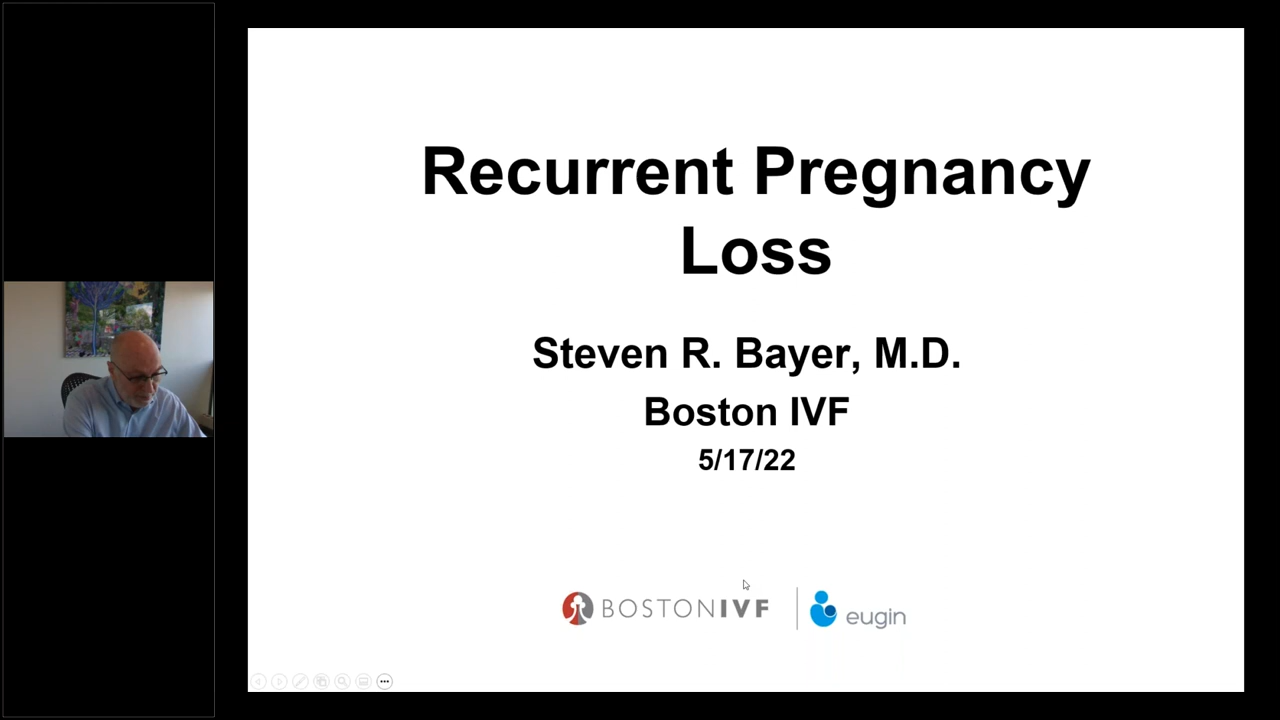 Recurrent Pregnancy
Loss
Steven R. Bayer, M.D.
Boston IVF
5/17/22
BOSTONIVF
eugin